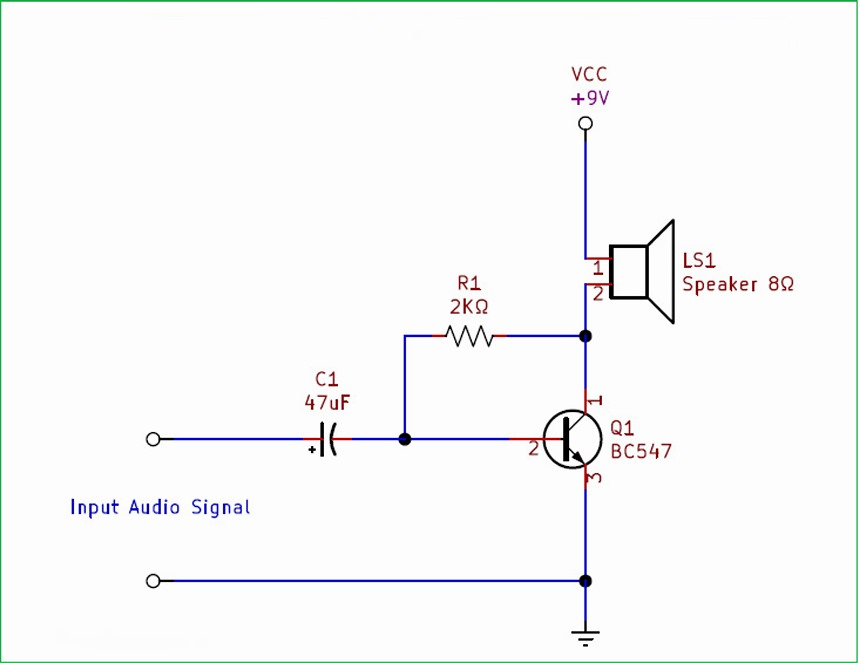 VCC
+9V
1
2
LS1
Speaker 8Ω
R1
2KΩ
C1
47uF
+
1
2
3
Q1
BC547
Input Audio Signal